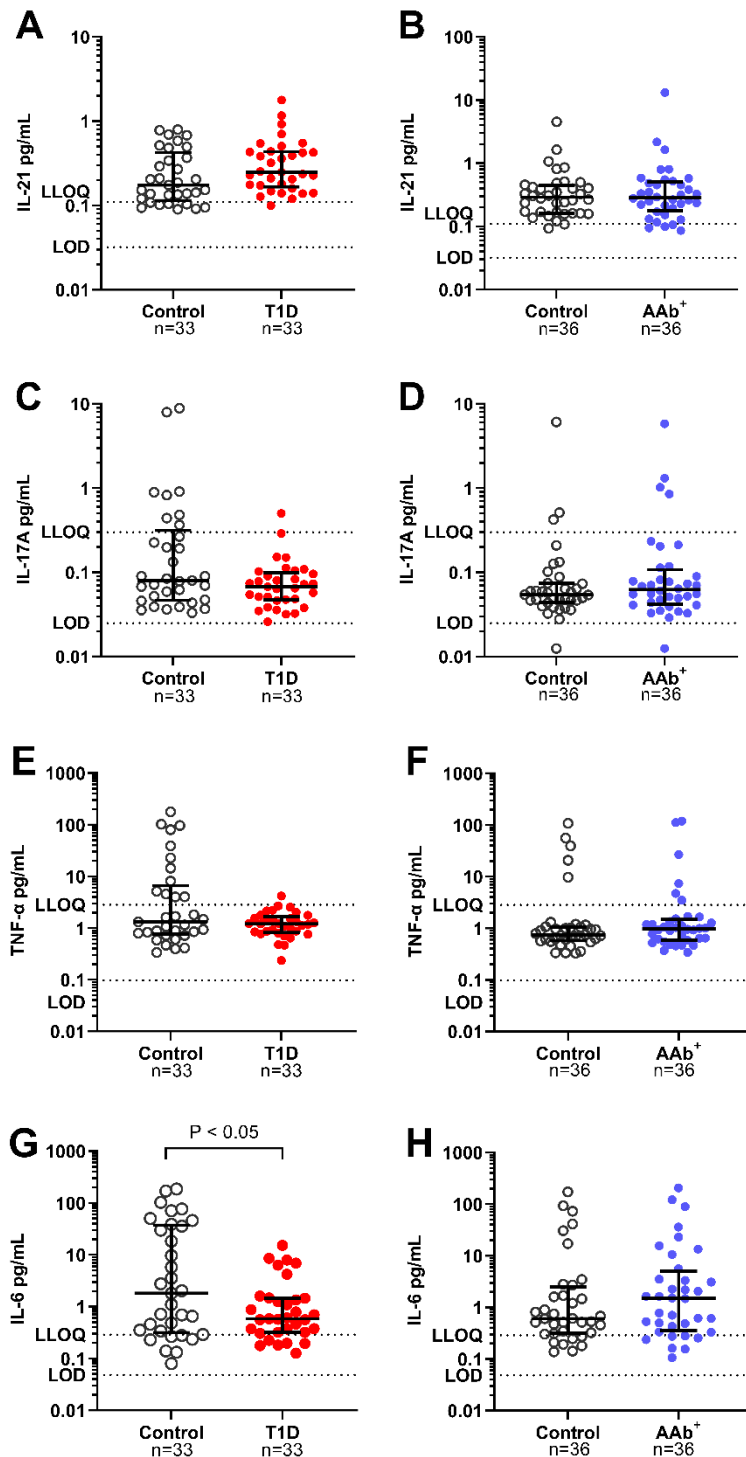 A
IL-21 pg/mL
10
1
LLOQ
0.1
LOD
0.01
Control
n=33
T1D
n=33
B
IL-21 pg/mL
100
10
1
LLOQ
0.1
LOD
0.01
Control
n=36
AAb+
n=36
C
IL-17A pg/mL
10
1
LLOQ
0.1
LOD
0.01
Control
n=33
T1D
n=33
D
IL-17A pg/mL
10
1
LLOQ
0.1
LOD
0.01
Control
n=36
AAb+
n=36
E
TNF-α pg/mL
1000
100
10
LLOQ
1
0.1
LOD
0.01
Control
n=33
T1D
n=33
F
TNF-α pg/mL
1000
100
10
LLOQ
1
0.1
LOD
0.01
Control
n=36
AAb+
n=36
G
P < 0.05
IL-6 pg/mL
1000
100
10
1
LLOQ
0.1
LOD
0.01
Control
n=33
T1D
n=33
H
IL-6 pg/mL
1000
100
10
1
LLOQ
0.1
LOD
0.01
Control
n=36
AAb+
n=36